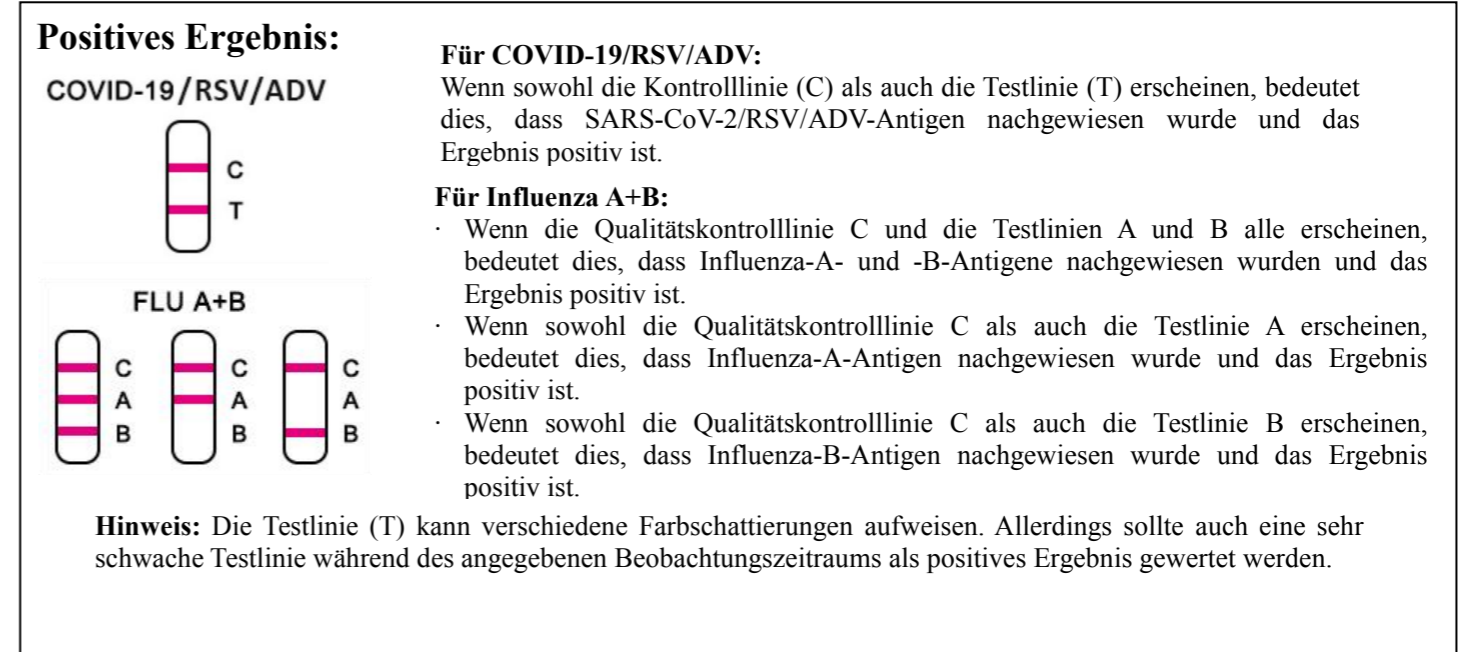 Positives Ergebnis:
COVID-19/RSV/ADV
C
T
FLU A+B
C
A
B
C
A
B
C
A
B
Für COVID-19/RSV/ADV:
Wenn sowohl die Kontrolllinie (C) als auch die Testlinie (T) erscheinen, bedeutet
dies, dass SARS-CoV-2/RSV/ADV-Antigen nachgewiesen wurde und das
Ergebnis positiv ist.
Für Influenza A+B:
· Wenn die Qualitätskontrolllinie C und die Testlinien A und B alle erscheinen,
bedeutet dies, dass Influenza-A- und -B-Antigene nachgewiesen wurden und das
Ergebnis positiv ist.
· Wenn sowohl die Qualitätskontrolllinie C als auch die Testlinie A erscheinen,
bedeutet dies, dass Influenza-A-Antigen nachgewiesen wurde und das Ergebnis
positiv ist.
· Wenn sowohl die Qualitätskontrolllinie C als auch die Testlinie B erscheinen,
bedeutet dies, dass Influenza-B-Antigen nachgewiesen wurde und das Ergebnis
positiv ist.
Hinweis: Die Testlinie (T) kann verschiedene Farbschattierungen aufweisen. Allerdings sollte auch eine sehr
schwache Testlinie während des angegebenen Beobachtungszeitraums als positives Ergebnis gewertet werden.